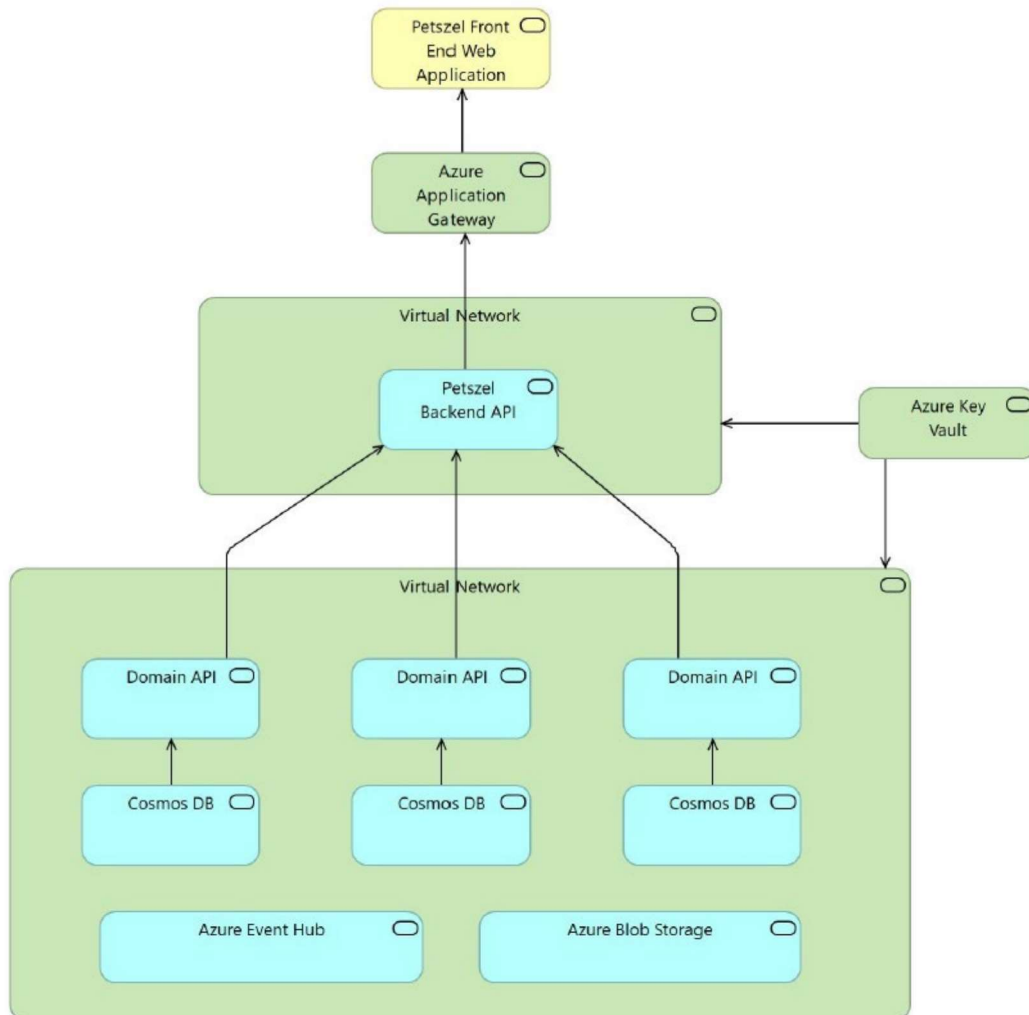 Petszel Front
End Web
Application
Azure
Application
Gateway
Virtual Network
Petszel
Backend API
Azure Key
Vault
Virtual Network
Domain API
Domain API
Domain API
Cosmos DB
Cosmos DB
Cosmos DB
Azure Event Hub
Azure Blob Storage